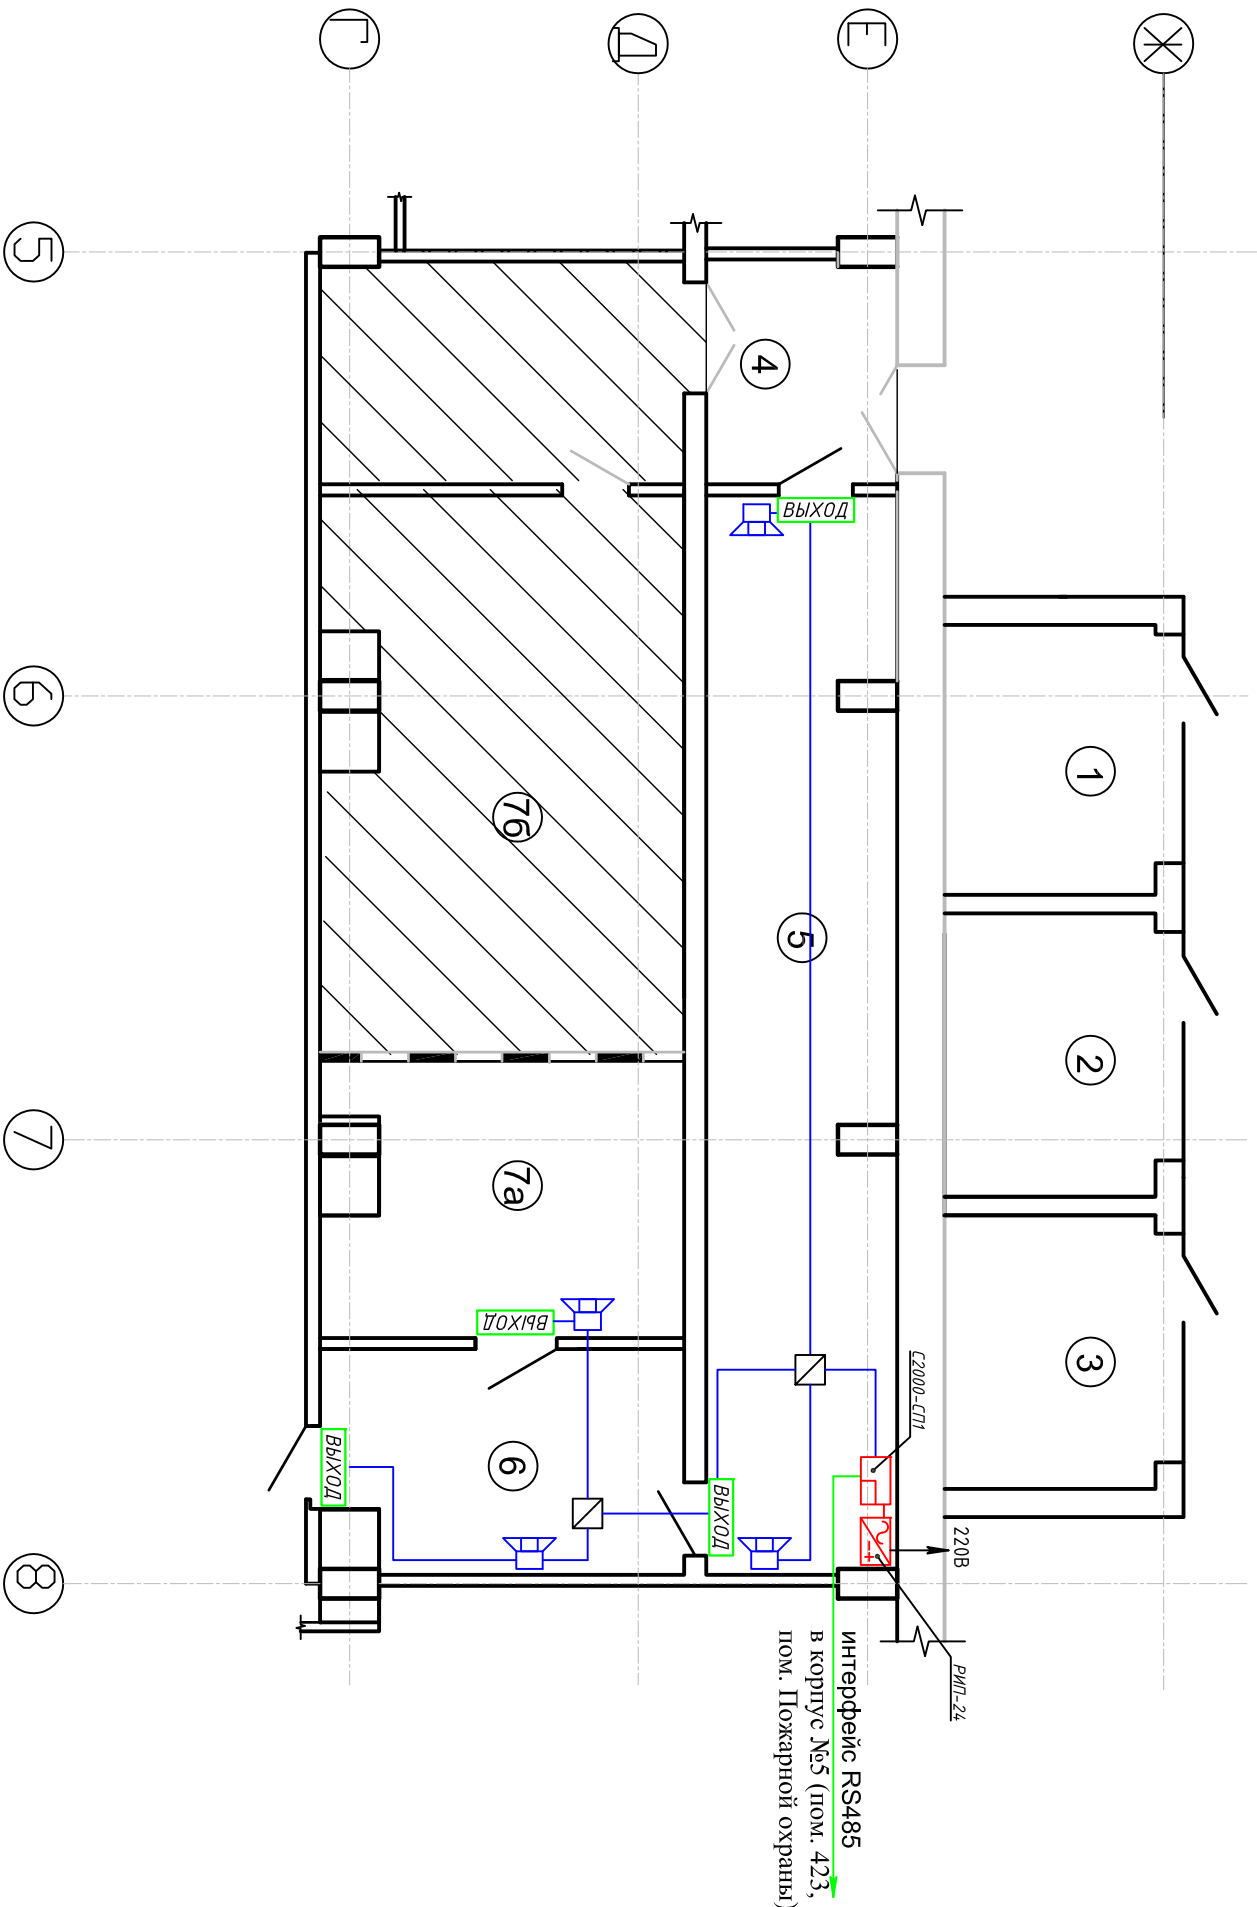 Г
Д
Е
Ж
5
6
7
8
4
1
2
3
5
7б
7а
6
ВЫХОД
ВЫХОД
ВЫХОД
ВЫХОД
С2000-СП1
220В
РИП-24
интерфейс RS485
в корпус №5 (пом. 423,
пом. Пожарной охраны)